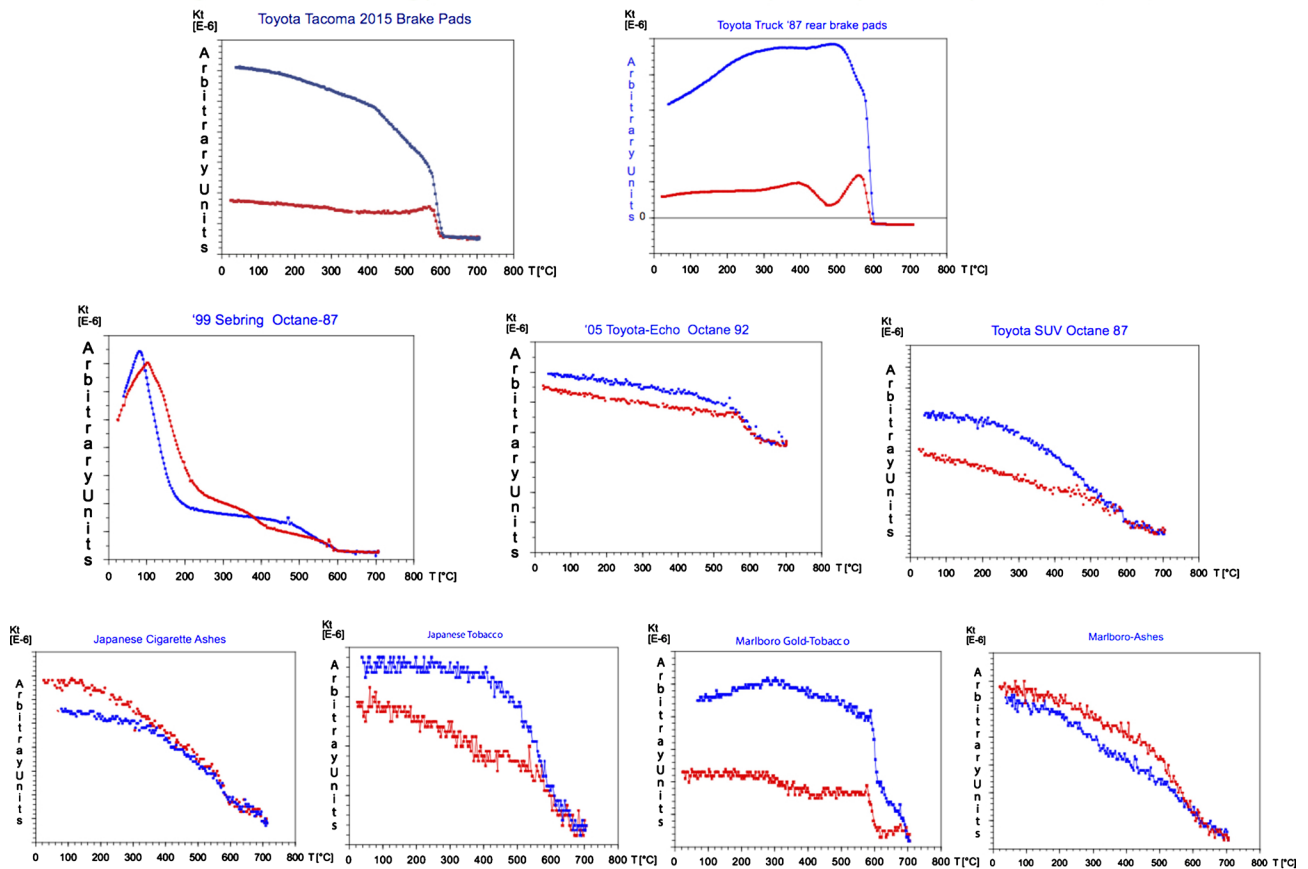 Kt
[E-6]
Toyota Tacoma 2015 Brake Pads
Arbitrary Units
0 100 200 300 400 500 600 700 800 T [°C]
Kt
[E-6]
Toyota Truck '87 rear brake pads
Arbitrary Units
0
0 100 200 300 400 500 600 700 800 T [°C]
Kt
[E-6]
'99 Sebring Octane-87
Arbitrary Units
0 100 200 300 400 500 600 700 800
T [°C]
Kt
[E-6]
'05 Toyota-Echo Octane 92
Arbitrary Units
0 100 200 300 400 500 600 700 800
T [°C]
Kt
[E-6]
Toyota SUV Octane 87
Arbitrary Units
0 100 200 300 400 500 600 700 800
T [°C]
Kt
[E-6]
Japanese Cigarette Ashes
Arbitrary Units
0 100 200 300 400 500 600 700 800 T [°C]
Kt
[E-6]
Japanese Tobacco
Arbitrary Units
0 100 200 300 400 500 600 700 800 T [°C]
Kt
[E-6]
Marlboro Gold-Tobacco
Arbitrary Units
0 100 200 300 400 500 600 700 800 T [°C]
Kt
[E-6]
Marlboro-Ashes
Arbitray Units
0 100 200 300 400 500 600 700 800 T [°C]